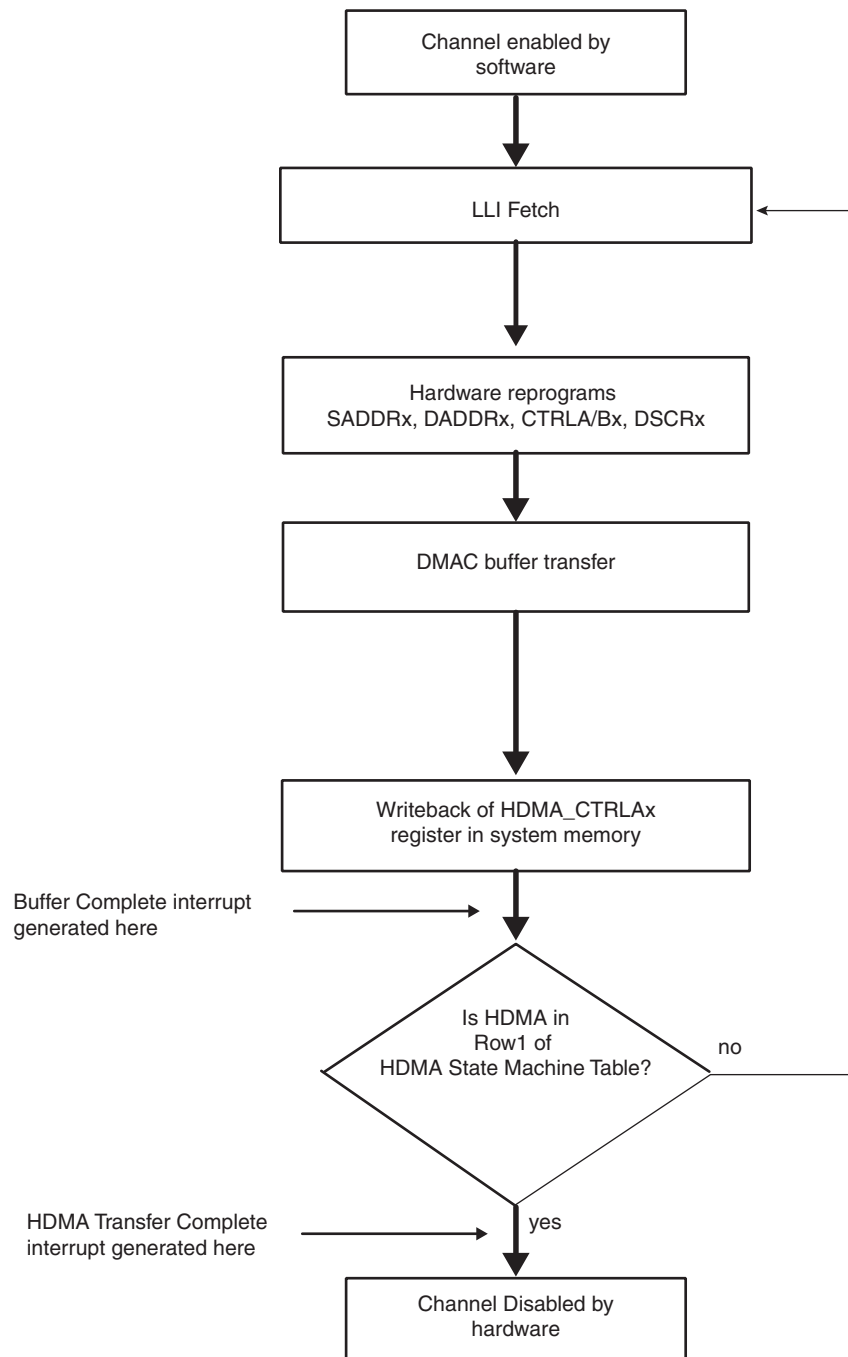 Channel enabled by
software
LLI Fetch
Hardware reprograms
SADDRx, DADDRx, CTRLA/Bx, DSCRx
DMAC buffer transfer
Writeback of HDMA_CTRLAx
register in system memory
Buffer Complete interrupt
generated here
Is HDMA in
Row1 of
HDMA State Machine Table?
no
HDMA Transfer Complete
interrupt generated here
yes
Channel Disabled by
hardware